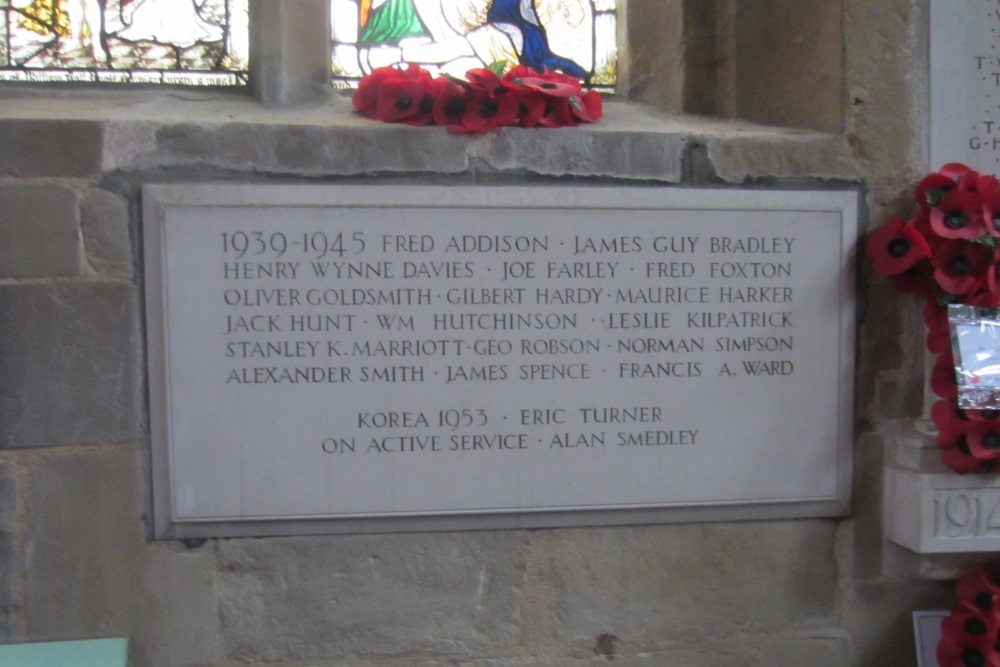 1939-1945 FRED ADDISON · JAMES GUY BRADLEY
HENRY WYNNE DAVIES · JOE FARLEY · FRED FOXTON
OLIVER GOLDSMITH · GILBERT HARDY · MAURICE HARKER
JACK HUNT · WM HUTCHINSON · LESLIE KILPATRICK
STANLEY K. MARRIOTT · GEO ROBSON · NORMAN SIMPSON
ALEXANDER SMITH · JAMES SPENCE · FRANCIS A. WARD
KOREA 1953 · ERIC TURNER
ON ACTIVE SERVICE · ALAN SMEDLEY
1914